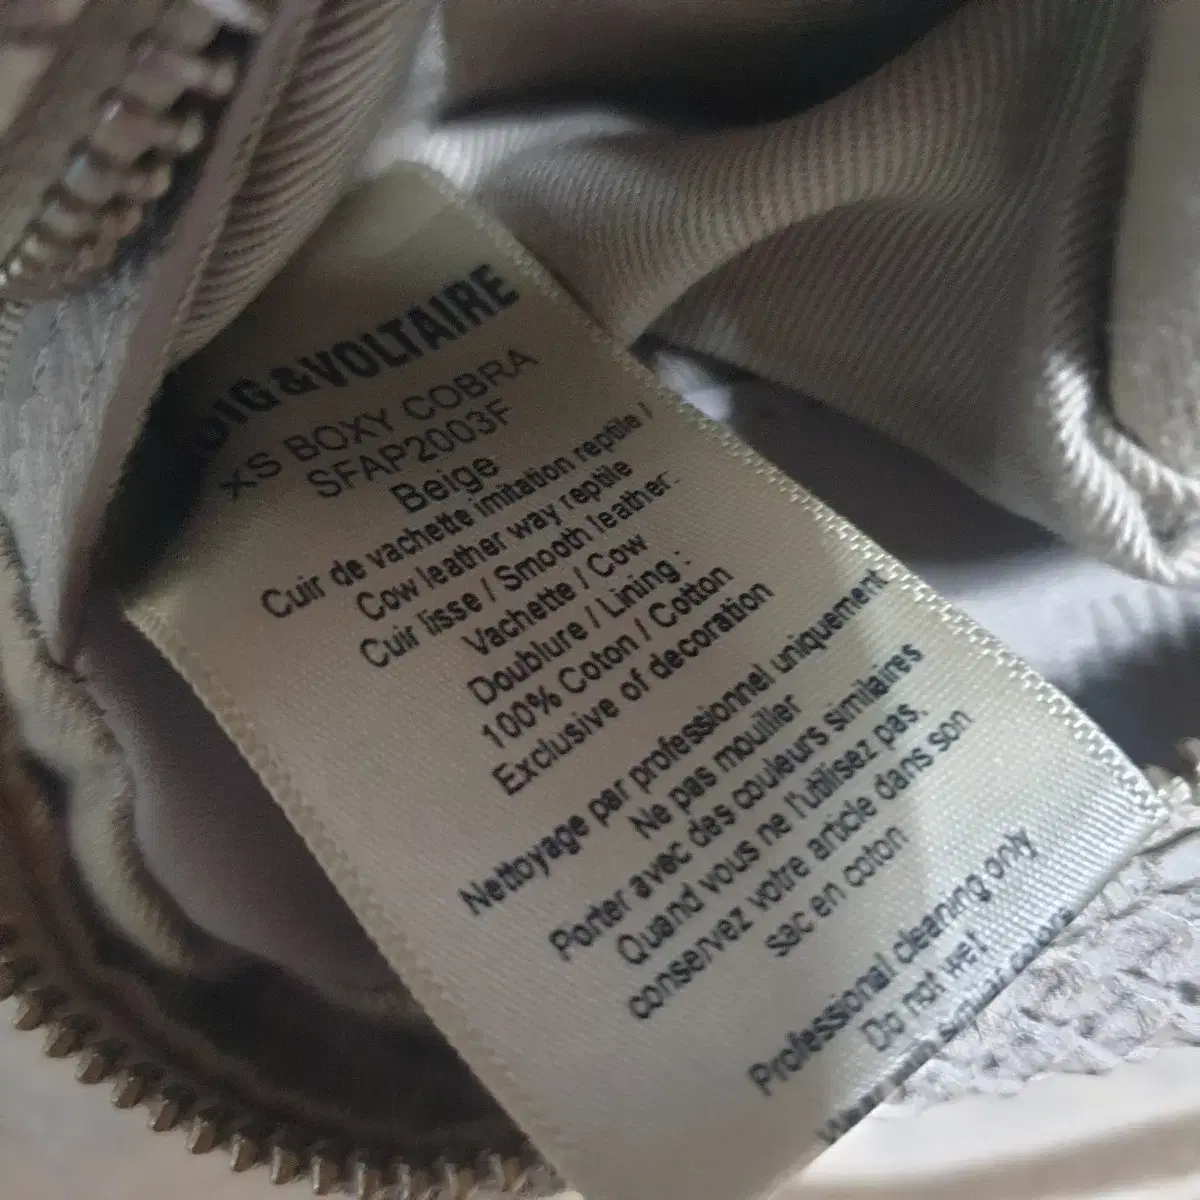 DIG & VOLTAIRE
XS BOXY COBRA
SFAP2003F
Beige
Cuir de vachette imitation reptile /
Cow leather way reptile
Cuir lisse / Smooth leather:
Vachette / Cow
Doublure / Lining :
100% Coton / Cotton
Exclusive of decoration
Nettoyage par professionnel uniquement
Ne pas mouiller
Porter avec des couleurs similaires
Quand vous ne l'utilisez pas,
conservez votre article dans son
sac en coton
Professional cleaning only
Do not wet